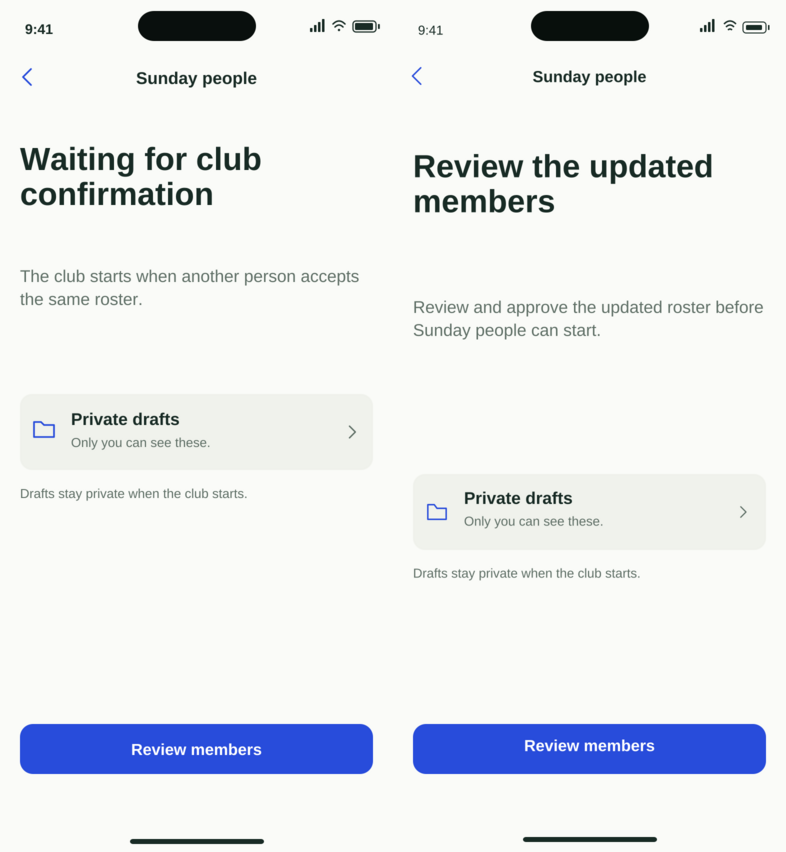 9:41
Sunday people
Waiting for club
confirmation
The club starts when another person accepts
the same roster.
Private drafts
Only you can see these.
Drafts stay private when the club starts.
Review members
9:41
Sunday people
Review the updated
members
Review and approve the updated roster before
Sunday people can start.
Private drafts
Only you can see these.
Drafts stay private when the club starts.
Review members